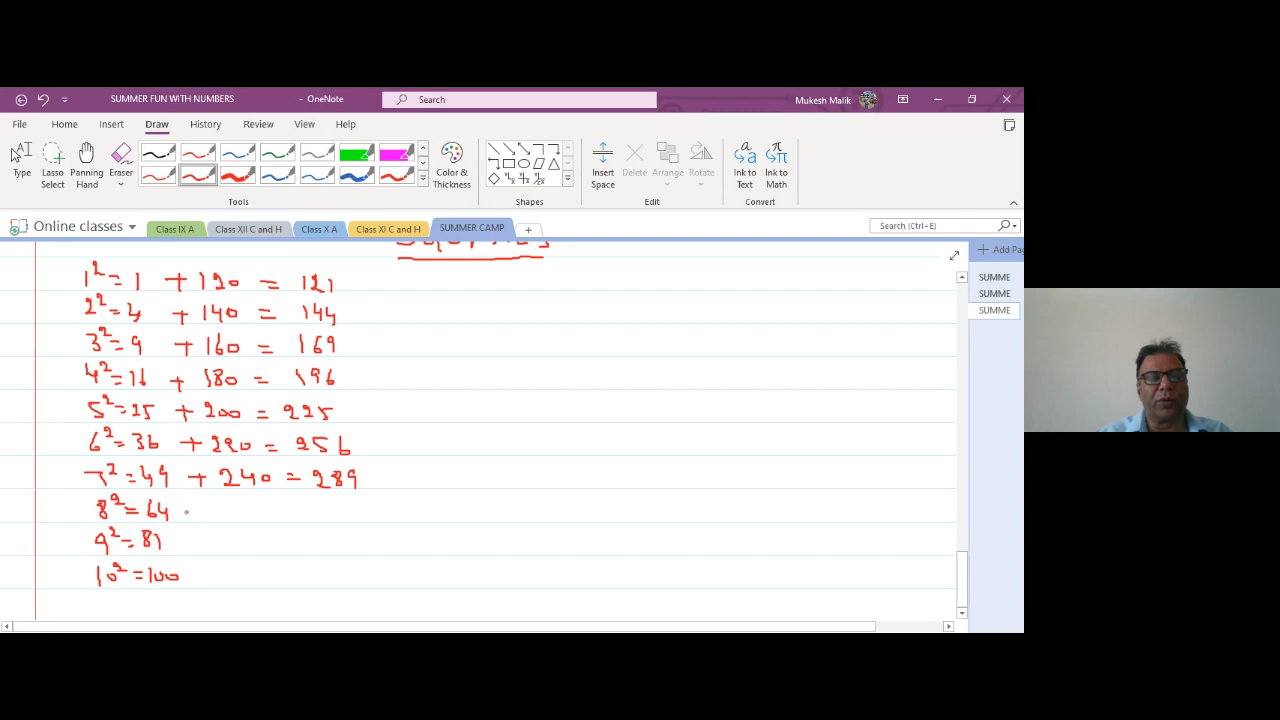 SUMMER FUN WITH NUMBERS - OneNote Search Mukesh Malik
File Home Insert Draw History Review View Help
Type Lasso Select Panning Hand Eraser Color & Thickness Insert Space Delete Arrange Rotate Ink to Text Ink to Math
Tools Shapes Edit Convert
Online classes Class IX A Class XII C and H Class X A Class XI C and H SUMMER CAMP + Search (Ctrl+E)
Add Pa
SUMME
SUMME
SUMME
1² = 1 + 120 = 121
2² = 4 + 140 = 144
3² = 9 + 160 = 169
4² = 16 + 180 = 196
5² = 25 + 200 = 225
6² = 36 + 220 = 256
7² = 49 + 240 = 289
8² = 64
9² = 81
10² = 100